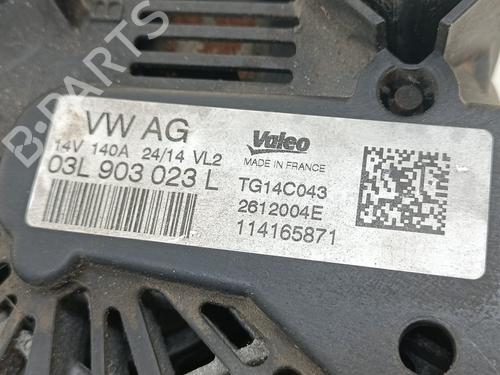 B-PARTS
VW AG
14V 140A 24/14 VL2
03L 903 023 L
Valeo
MADE IN FRANCE
TG14C043
2612004E
114165871